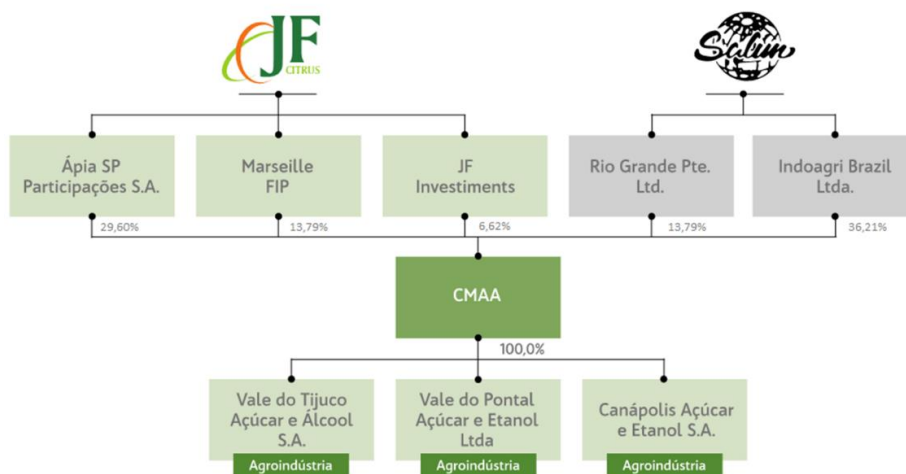 JF
CITRUS
Salim
Ápia SP
Participações S.A.
Marseille
FIP
JF
Investiments
Rio Grande Pte.
Ltd.
Indoagri Brazil
Ltda.
29,60%
13,79%
6,62%
13,79%
36,21%
CMAA
100,0%
Vale do Tijuco
Açúcar e Álcool
S.A.
Vale do Pontal
Açúcar e Etanol
Ltda
Canápolis Açúcar
e Etanol S.A.
Agroindústria
Agroindústria
Agroindústria